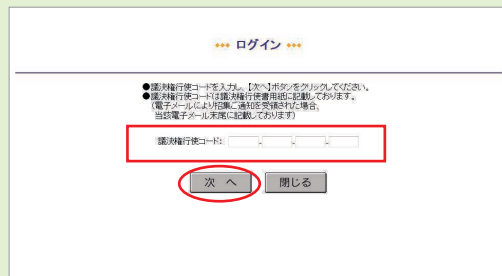 *** ログイン ***
●議決権行使コードを入力し、【次へ】ボタンをクリックしてください。
●議決権行使コードは議決権行使書用紙に記載しております。
(電子メールにより招集ご通知を受領された場合、
当該電子メール末尾に記載しております)
議決権行使コード: - - -
次 へ 閉じる